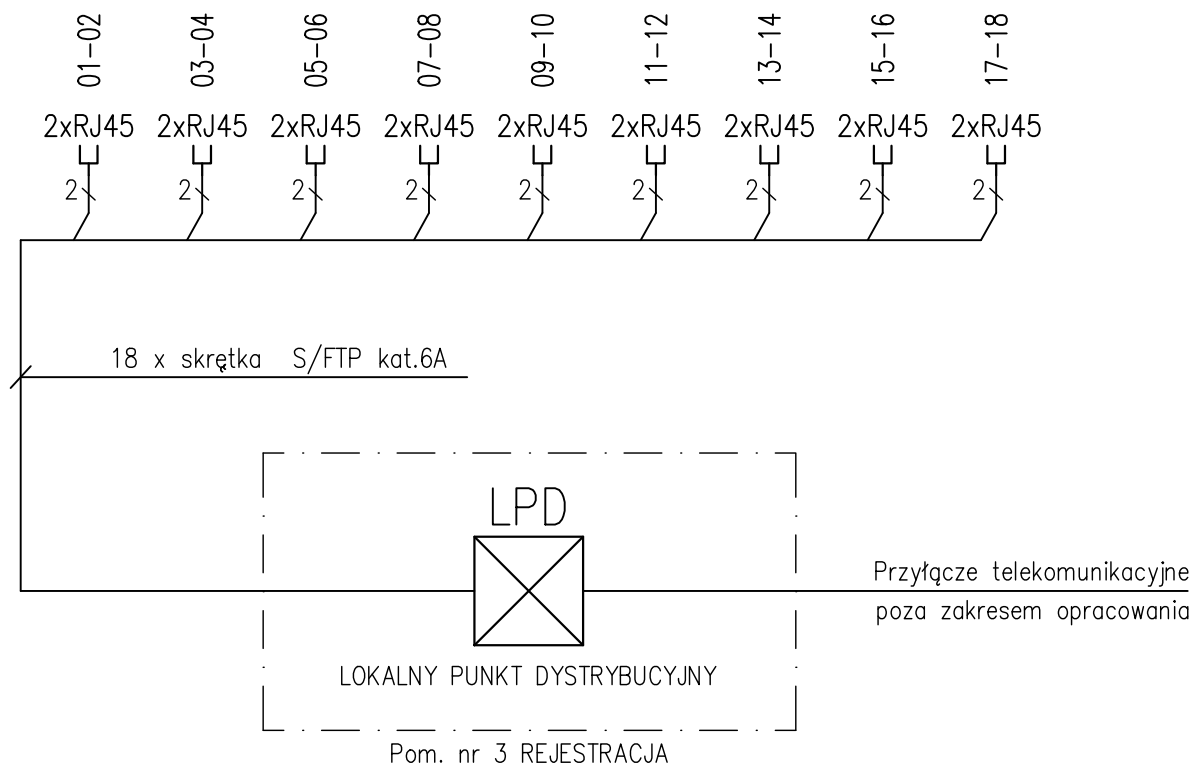 01-02 03-04 05-06 07-08 09-10 11-12 13-14 15-16 17-18
2xRJ45 2xRJ45 2xRJ45 2xRJ45 2xRJ45 2xRJ45 2xRJ45 2xRJ45 2xRJ45
2 2 2 2 2 2 2 2 2
18 x skrętka S/FTP kat.6A
LPD
Przyłącze telekomunikacyjne
poza zakresem opracowania
LOKALNY PUNKT DYSTRYBUCYJNY
Pom. nr 3 REJESTRACJA